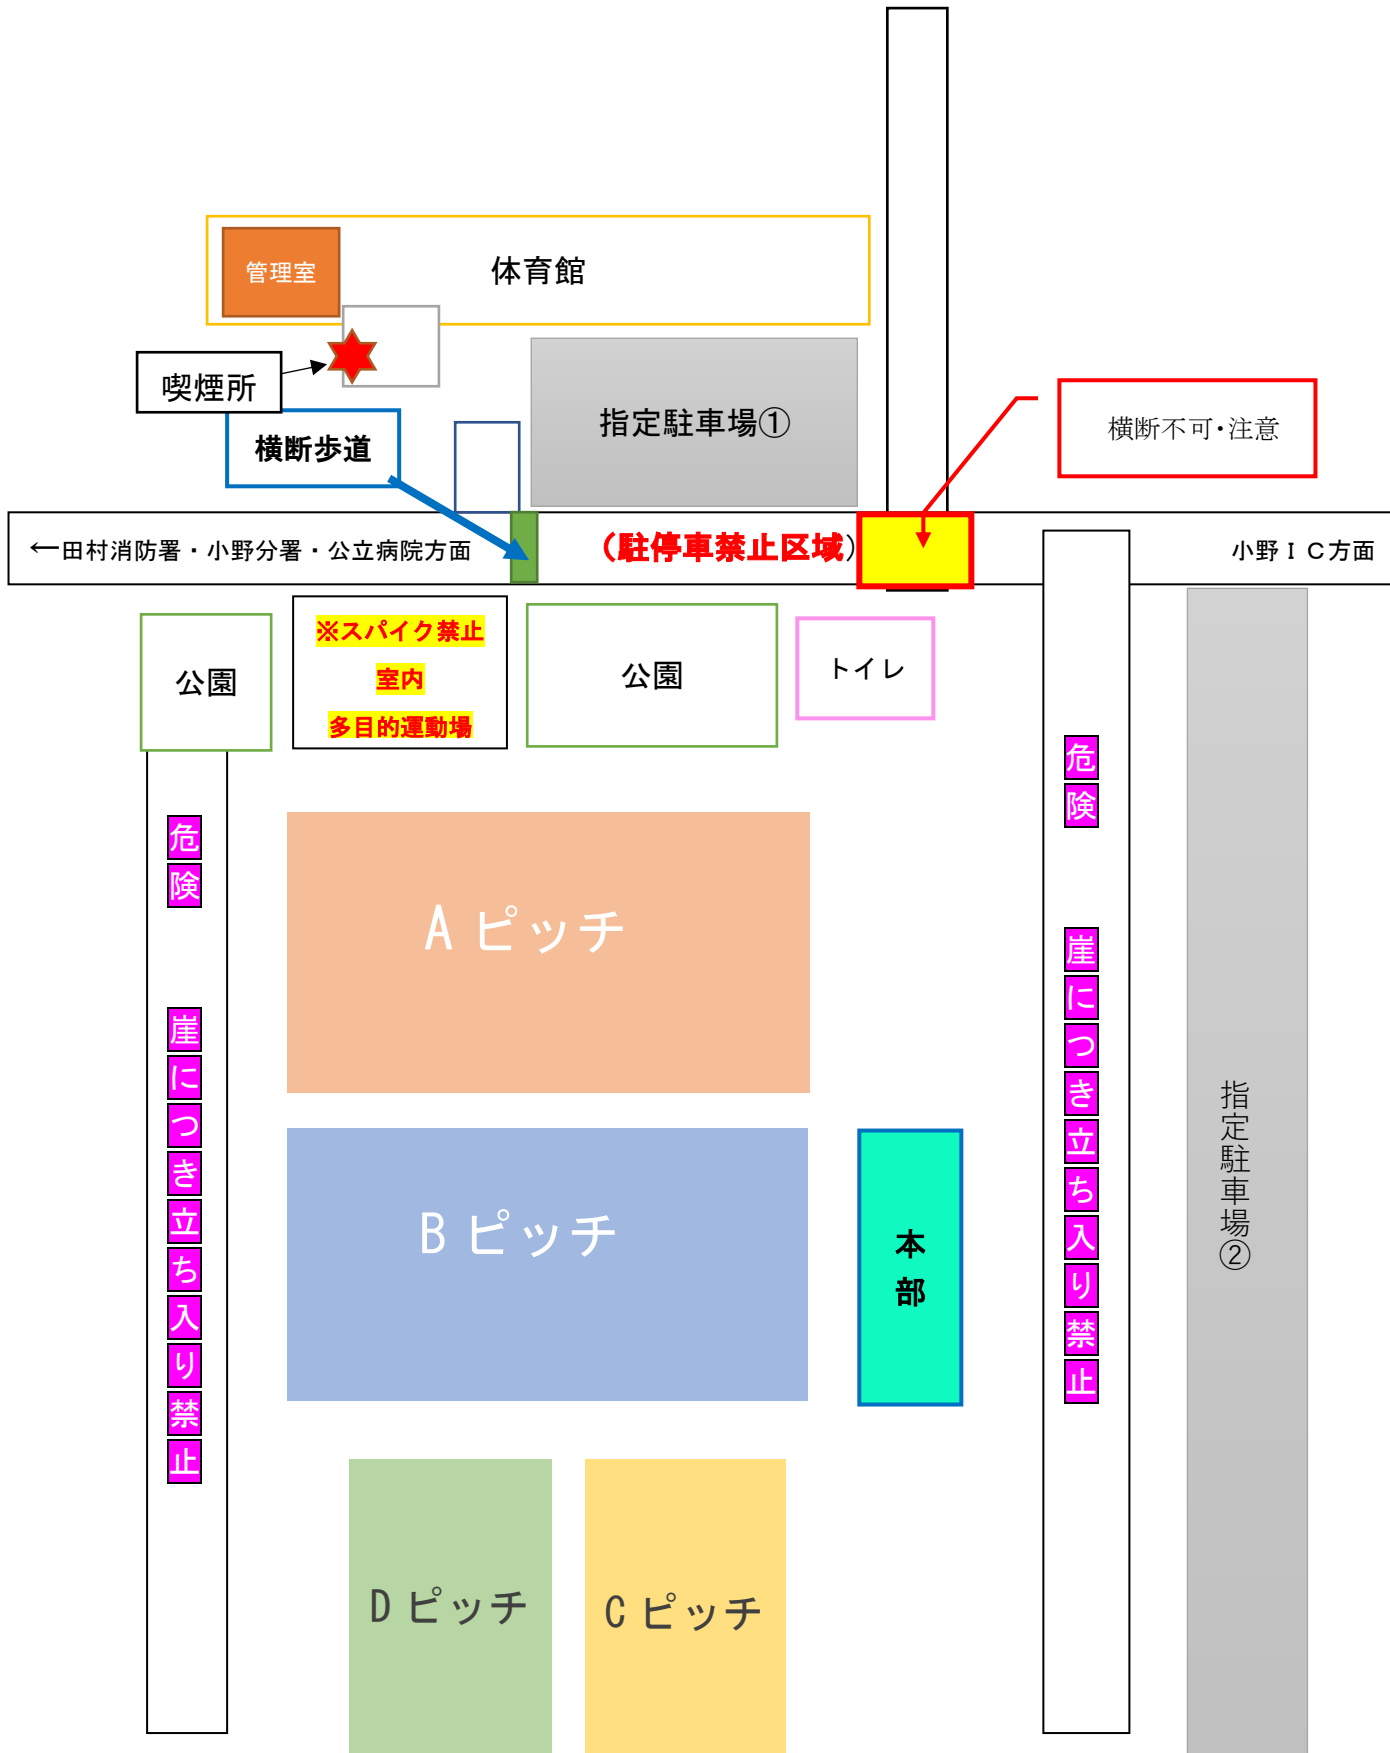 管理室
体育館
喫煙所
指定駐車場①
横断歩道
横断不可・注意
←田村消防署・小野分署・公立病院方面
（駐停車禁止区域）
小野ＩＣ方面
公園
※スパイク禁止
室内
多目的運動場
公園
トイレ
危険　崖につき立ち入り禁止
Aピッチ
危険　崖につき立ち入り禁止
指定駐車場②
Bピッチ
本部
Dピッチ
Cピッチ